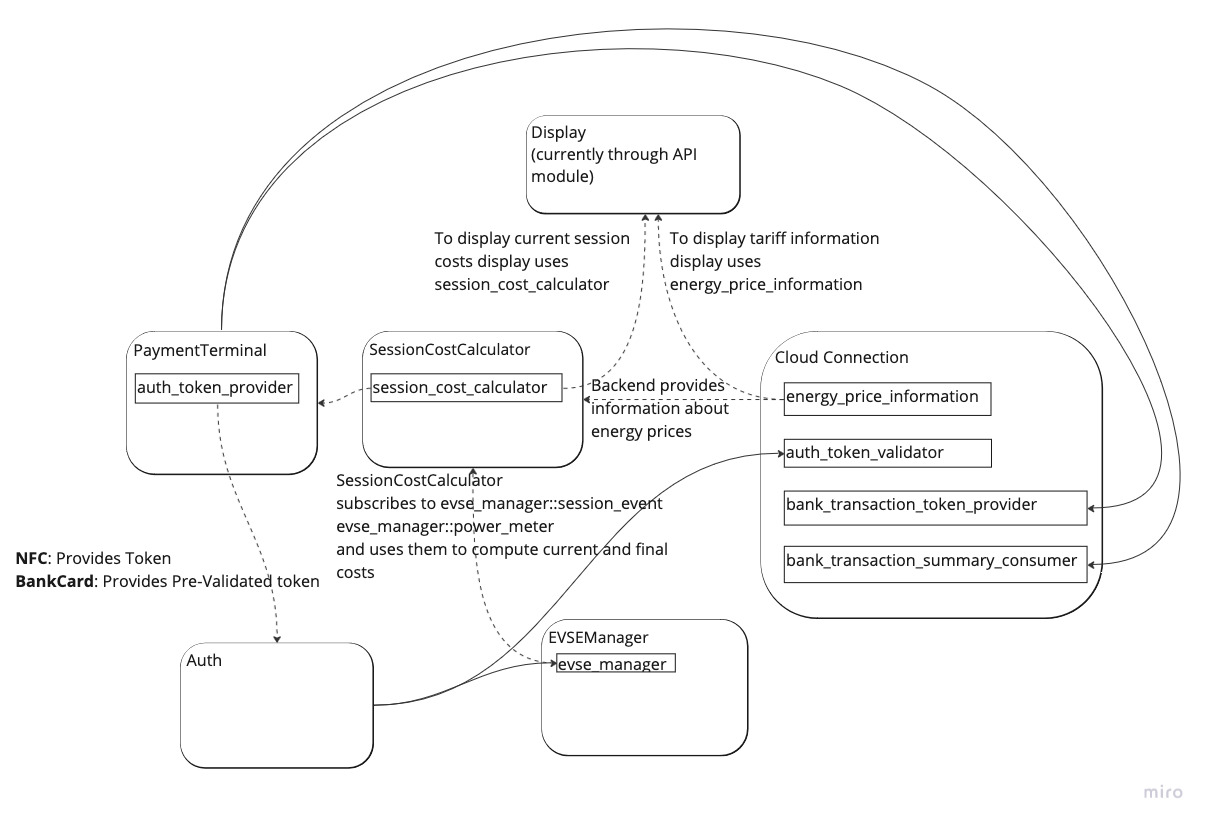 Display
(currently through API
module)
To display current session
costs display uses
session_cost_calculator
To display tariff information
display uses
energy_price_information
PaymentTerminal
auth_token_provider
SessionCostCalculator
session_cost_calculator
Backend provides
information about
energy prices
Cloud Connection
energy_price_information
auth_token_validator
bank_transaction_token_provider
bank_transaction_summary_consumer
SessionCostCalculator
subscribes to evse_manager::session_event
evse_manager::power_meter
and uses them to compute current and final
costs
NFC: Provides Token
BankCard: Provides Pre-Validated token
Auth
EVSEManager
evse_manager
miro